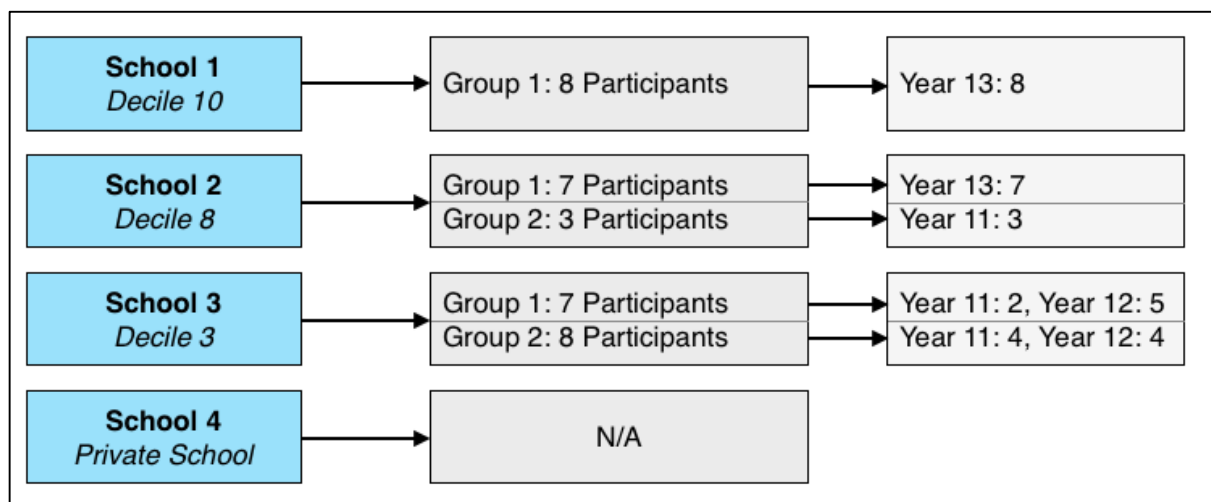 School 1
Decile 10
Group 1: 8 Participants
Year 13: 8
School 2
Decile 8
Group 1: 7 Participants
Year 13: 7
Group 2: 3 Participants
Year 11: 3
School 3
Decile 3
Group 1: 7 Participants
Year 11: 2, Year 12: 5
Group 2: 8 Participants
Year 11: 4, Year 12: 4
School 4
Private School
N/A